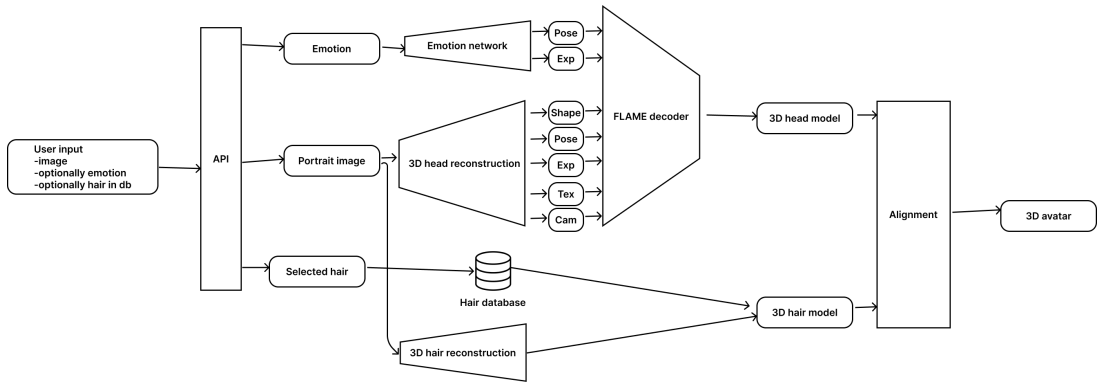 User input
-image
-optionally emotion
-optionally hair in db
API
Emotion
Emotion network
Pose
Exp
Portrait image
3D head reconstruction
Shape
Pose
Exp
Tex
Cam
FLAME decoder
3D head model
Selected hair
Hair database
3D hair reconstruction
3D hair model
Alignment
3D avatar